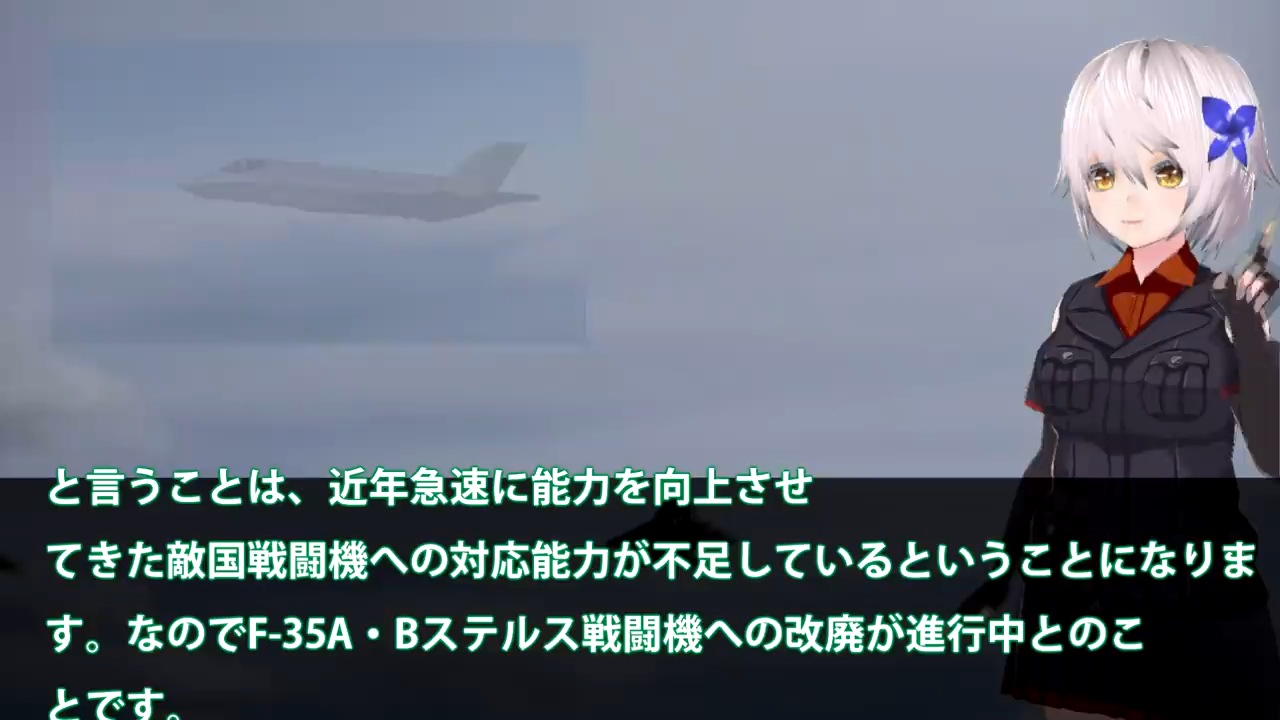 と言うことは、近年急速に能力を向上させ
てきた敵国戦闘機への対応能力が不足しているということになりま
す。なのでF-35A・Bステルス戦闘機への改廃が進行中とのこ
とです。